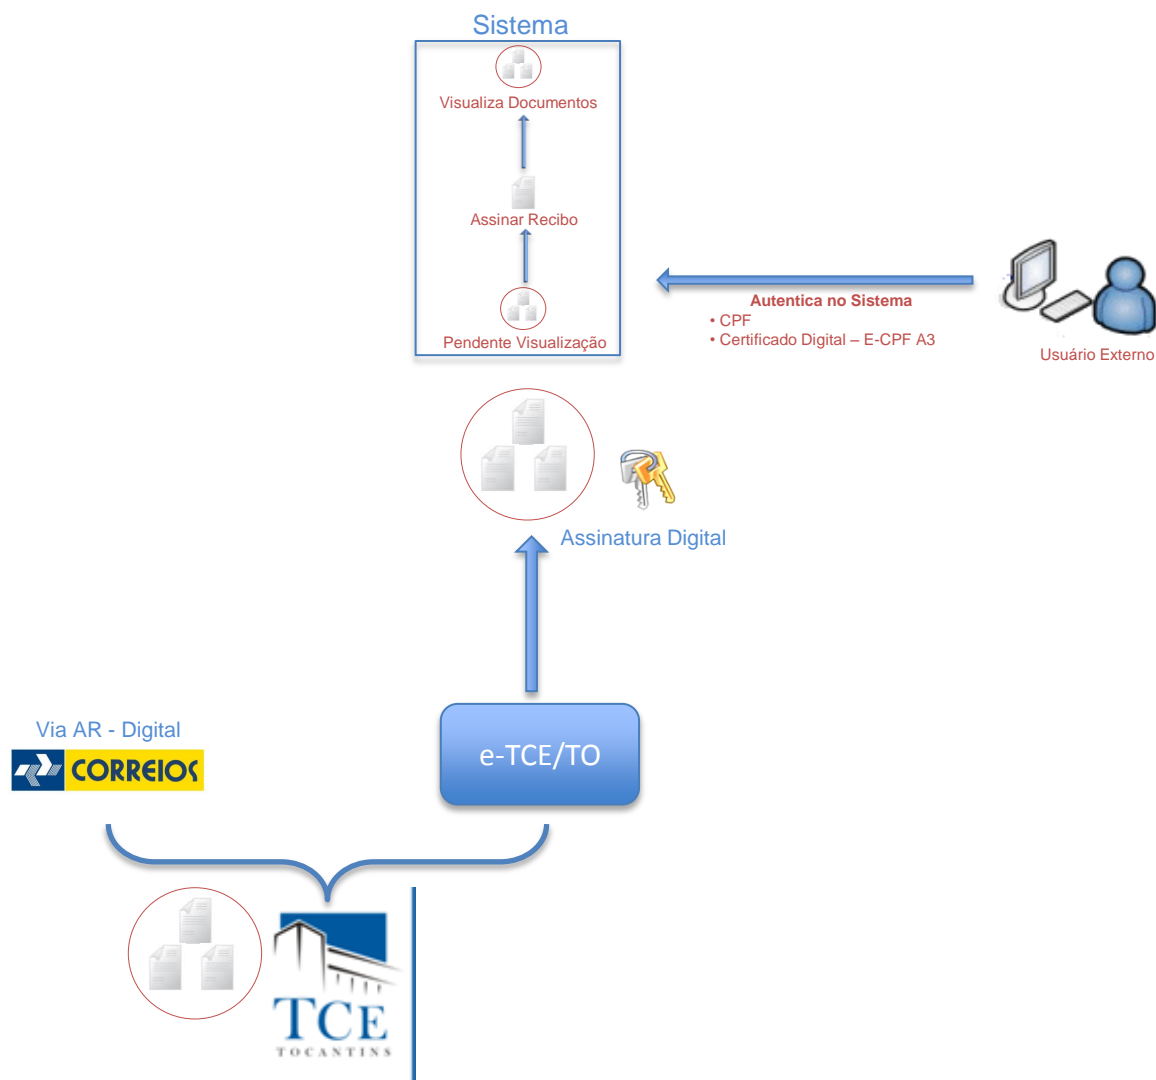 Sistema
Visualiza Documentos
Assinar Recibo
Pendente Visualização
Autentica no Sistema
• CPF
• Certificado Digital – E-CPF A3
Usuário Externo
Assinatura Digital
Via AR - Digital
CORREIOS
e-TCE/TO
TCE
TOCANTINS